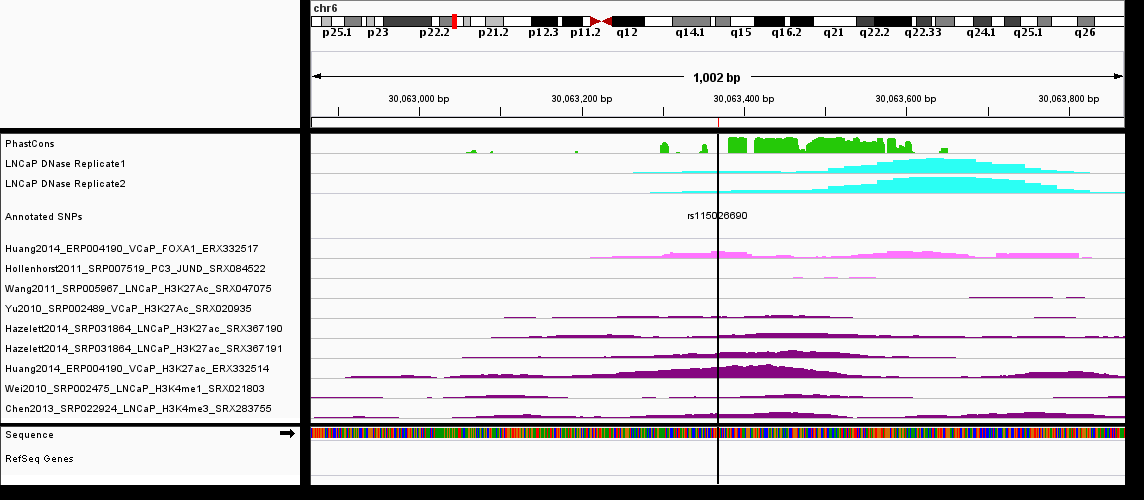 chr6
p25.1 p23 p22.2 p21.2 p12.3 p11.2 q12 q14.1 q15 q16.2 q21 q22.2 q22.33 q24.1 q25.1 q26
1,002 bp
30,063,000 bp 30,063,200 bp 30,063,400 bp 30,063,600 bp 30,063,800 bp
PhastCons
LNCaP DNase Replicate1
LNCaP DNase Replicate2
Annotated SNPs
rs115026690
Huang2014_ERP004190_VCaP_FOXA1_ERX332517
Hollenhorst2011_SRP007519_PC3_JUND_SRX084522
Wang2011_SRP005967_LNCaP_H3K27Ac_SRX047075
Yu2010_SRP002489_VCaP_H3K27Ac_SRX020935
Hazelett2014_SRP031864_LNCaP_H3K27ac_SRX367190
Hazelett2014_SRP031864_LNCaP_H3K27ac_SRX367191
Huang2014_ERP004190_VCaP_H3K27ac_ERX332514
Wei2010_SRP002475_LNCaP_H3K4me1_SRX021803
Chen2013_SRP022924_LNCaP_H3K4me3_SRX283755
Sequence
RefSeq Genes